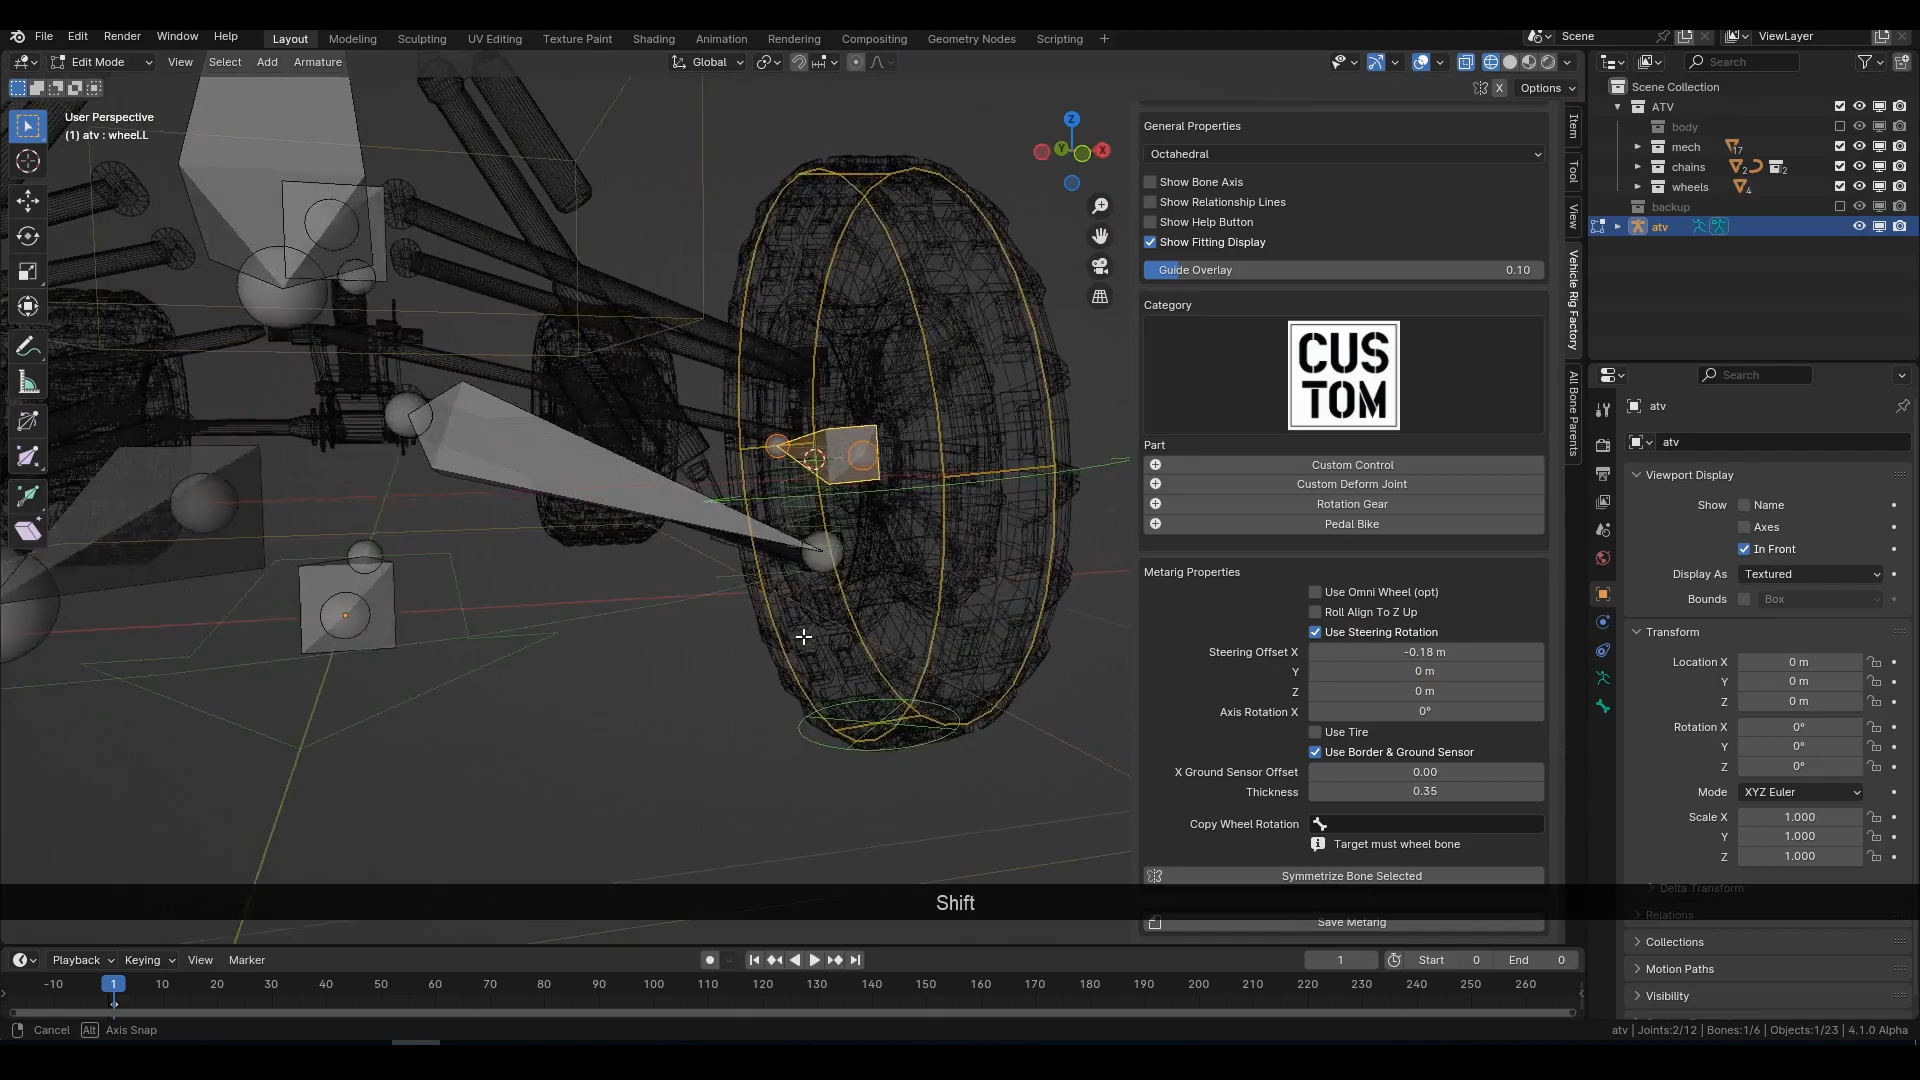 File Edit Render Window Help
Layout Modeling Sculpting UV Editing Texture Paint Shading Animation Rendering Compositing Geometry Nodes Scripting +
Scene
ViewLayer
Edit Mode View Select Add Armature
Global
X Options
Search
User Perspective
(1) atv : wheel.L
Z
Y
X
Item
Tool
View
Vehicle Rig Factory
All Bone Parents
General Properties
Octahedral
Show Bone Axis
Show Relationship Lines
Show Help Button
Show Fitting Display
Guide Overlay 0.10
Category
CUS
TOM
Part
Custom Control
Custom Deform Joint
Rotation Gear
Pedal Bike
Metarig Properties
Use Omni Wheel (opt)
Roll Align To Z Up
Use Steering Rotation
Steering Offset X -0.18 m
Y 0 m
Z 0 m
Axis Rotation X 0°
Use Tire
Use Border & Ground Sensor
X Ground Sensor Offset 0.00
Thickness 0.35
Copy Wheel Rotation
Target must wheel bone
Symmetrize Bone Selected
Save Metarig
Shift
Scene Collection
ATV
body
mech 17
chains 2 2
wheels 4
backup
atv
Search
atv
atv
Viewport Display
Show Name
Axes
In Front
Display As Textured
Bounds Box
Transform
Location X 0 m
Y 0 m
Z 0 m
Rotation X 0°
Y 0°
Z 0°
Mode XYZ Euler
Scale X 1.000
Y 1.000
Z 1.000
Delta Transform
Relations
Collections
Motion Paths
Visibility
Playback Keying View Marker
1 Start 0 End 0
-10 1 10 20 30 40 50 60 70 80 90 100 110 120 130 140 150 160 170 180 190 200 210 220 230 240 250 260
Cancel Alt Axis Snap
atv | Joints:2/12 | Bones:1/6 | Objects:1/23 | 4.1.0 Alpha